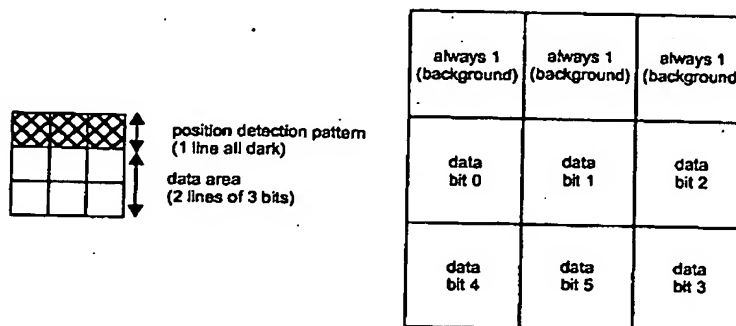 position detection pattern
(1 line all dark)
data area
(2 lines of 3 bits)
always 1
(background)
always 1
(background)
always 1
(background)
data
bit 0
data
bit 1
data
bit 2
data
bit 4
data
bit 5
data
bit 3